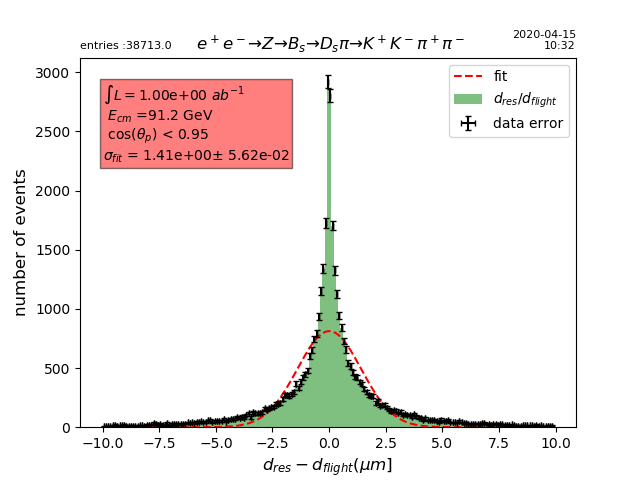 entries :38713.0
e⁺e⁻→Z→Bₛ→Dₛπ→K⁺K⁻π⁺π⁻
2020-04-15
10:32
∫L = 1.00e+00 ab⁻¹
E_cm =91.2 GeV
cos(θ_p) < 0.95
σ_fit = 1.41e+00± 5.62e-02
fit
d_res/d_flight
data error
number of events
3000
2500
2000
1500
1000
500
0
−10.0 −7.5 −5.0 −2.5 0.0 2.5 5.0 7.5 10.0
d_res − d_flight(μm]